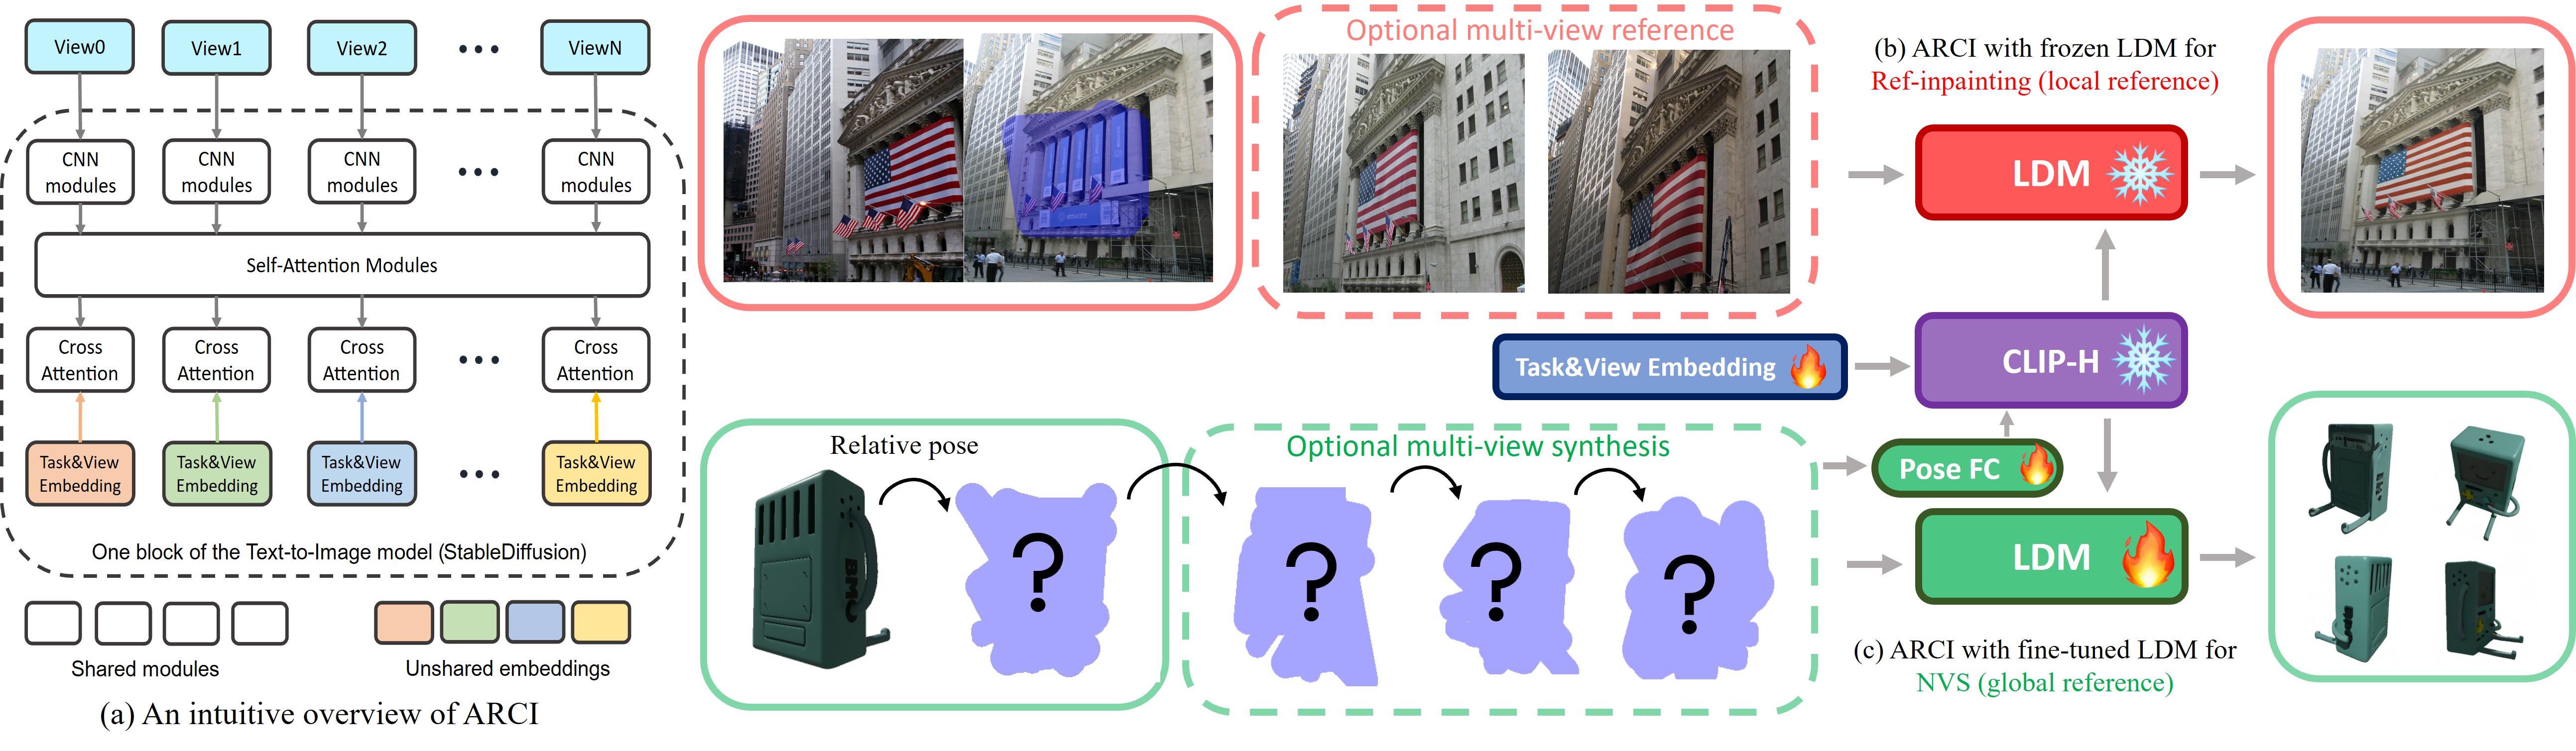 View0
View1
View2
ViewN
CNN
modules
CNN
modules
CNN
modules
CNN
modules
Self-Attention Modules
Cross
Attention
Cross
Attention
Cross
Attention
Cross
Attention
Task&View
Embedding
Task&View
Embedding
Task&View
Embedding
Task&View
Embedding
One block of the Text-to-Image model (StableDiffusion)
Shared modules
Unshared embeddings
(a) An intuitive overview of ARCI
Optional multi-view reference
(b) ARCI with frozen LDM for
Ref-inpainting (local reference)
LDM
Task&View Embedding
CLIP-H
Relative pose
BMO
?
Optional multi-view synthesis
?
?
?
Pose FC
LDM
(c) ARCI with fine-tuned LDM for
NVS (global reference)